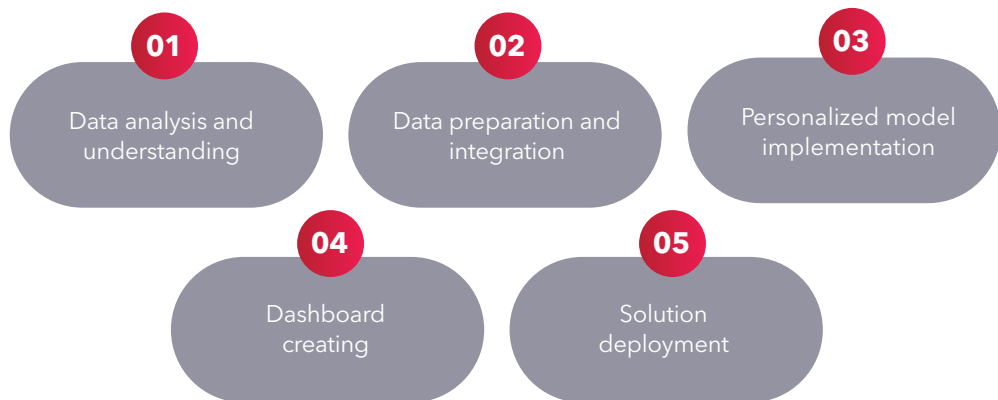 01
Data analysis and
understanding
02
Data preparation and
integration
03
Personalized model
implementation
04
Dashboard
creating
05
Solution
deployment